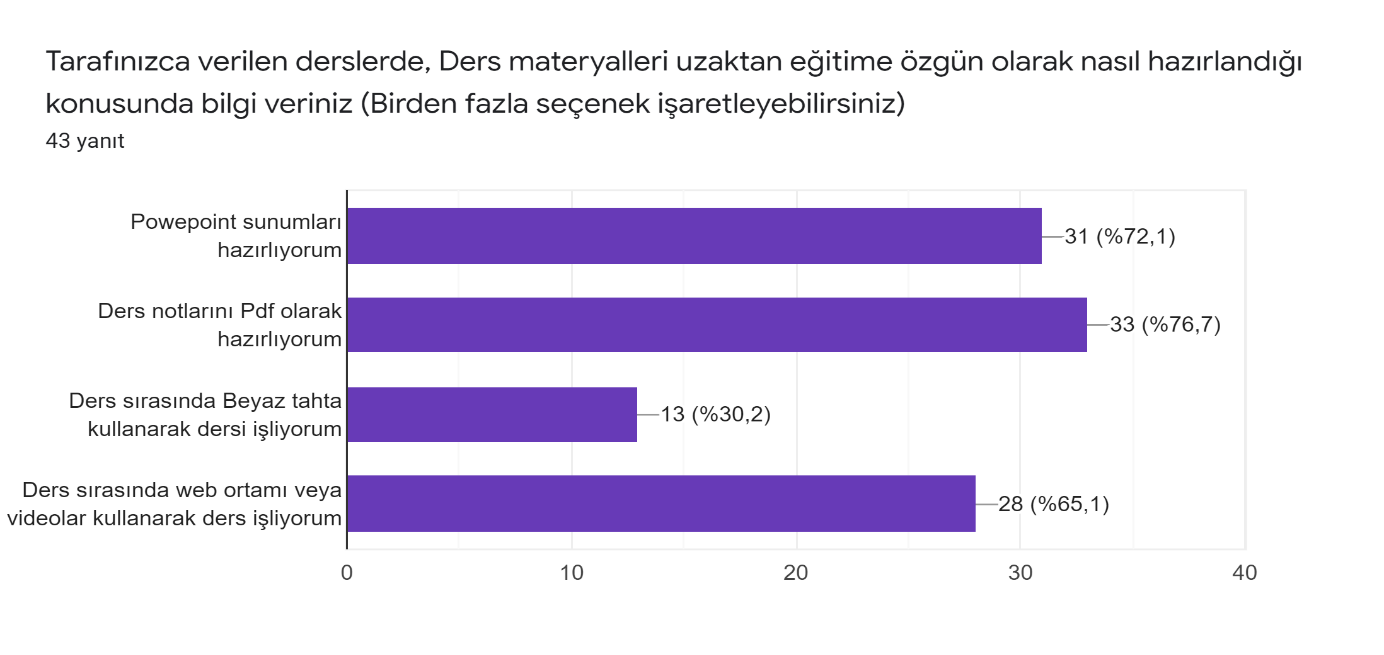 Tarafınızca verilen derslerde, Ders materyalleri uzaktan eğitime özgün olarak nasıl hazırlandığı
konusunda bilgi veriniz (Birden fazla seçenek işaretleyebilirsiniz)
43 yanıt
Powepoint sunumları
hazırlıyorum
31 (%72,1)
Ders notlarını Pdf olarak
hazırlıyorum
33 (%76,7)
Ders sırasında Beyaz tahta
kullanarak dersi işliyorum
13 (%30,2)
Ders sırasında web ortamı veya
videolar kullanarak ders işliyorum
28 (%65,1)
0 10 20 30 40